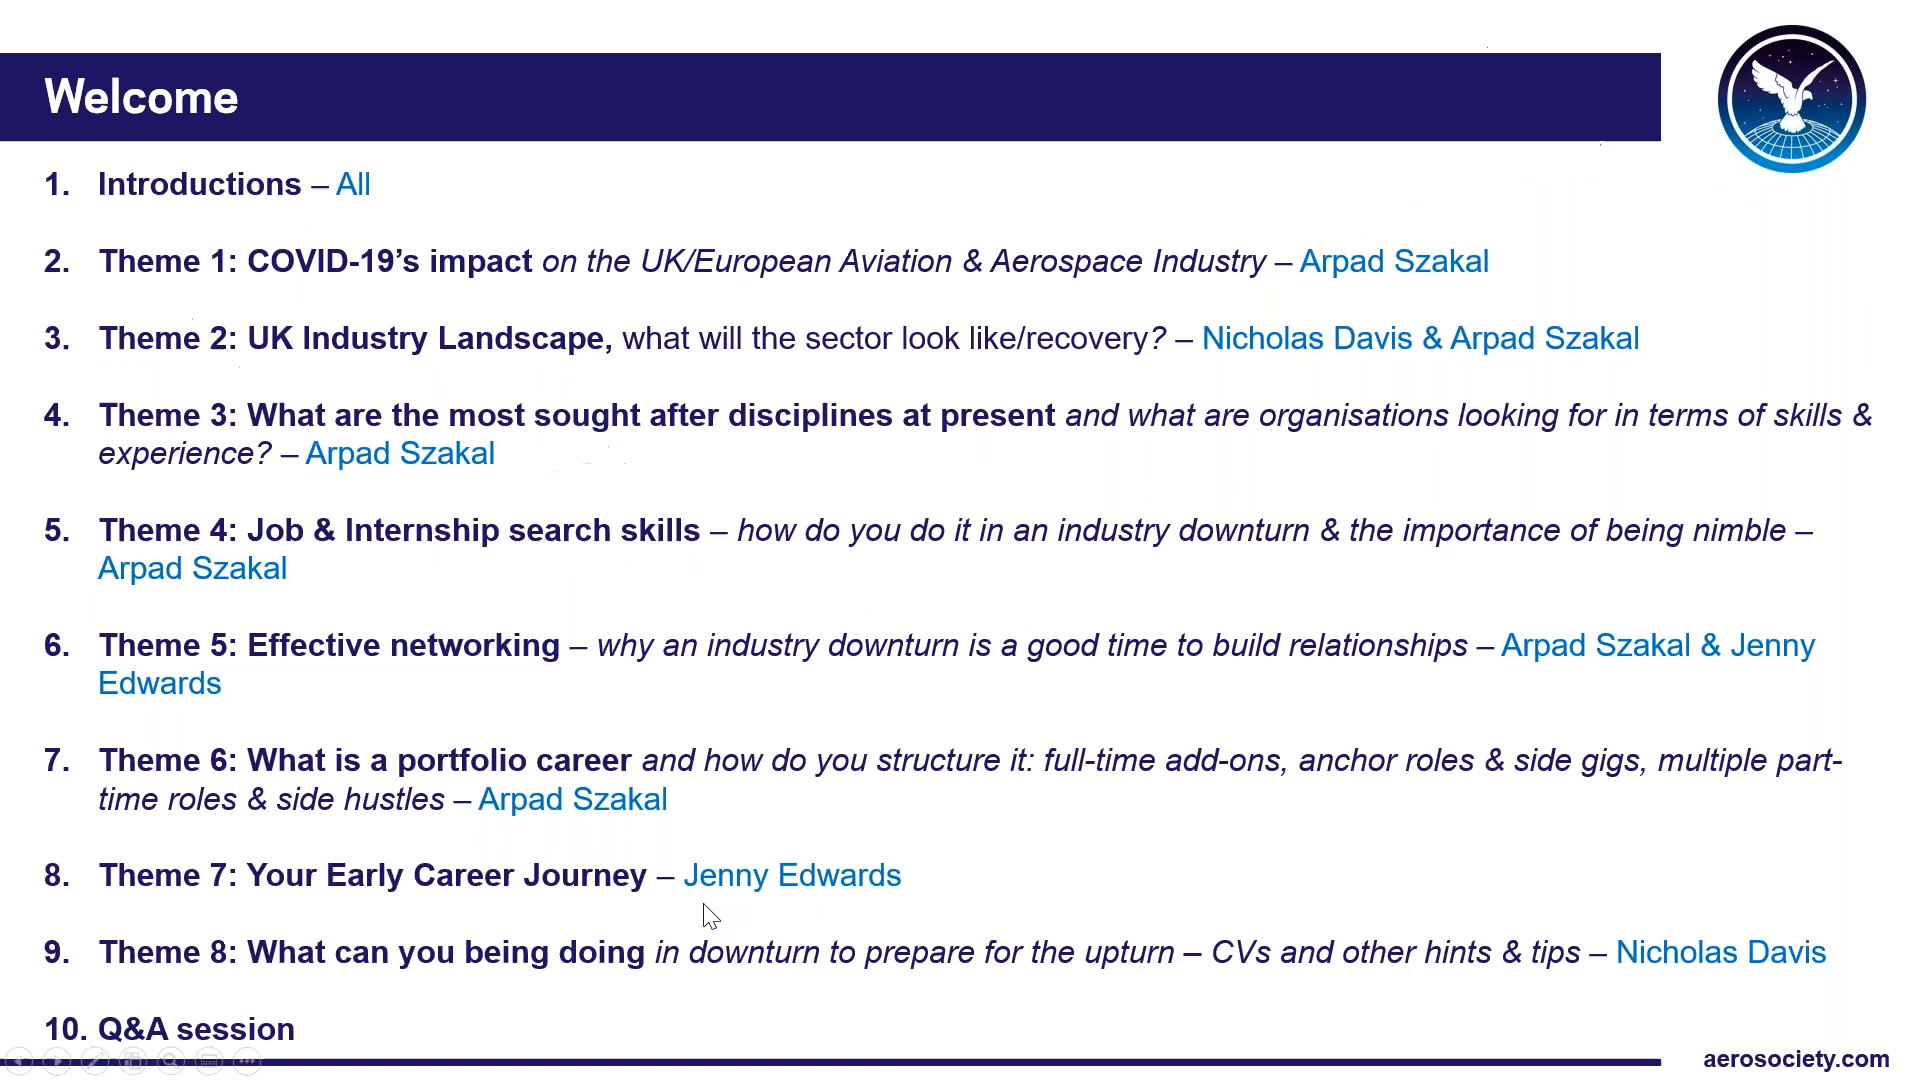 Welcome
1. Introductions – All
2. Theme 1: COVID-19’s impact on the UK/European Aviation & Aerospace Industry – Arpad Szakal
3. Theme 2: UK Industry Landscape, what will the sector look like/recovery? – Nicholas Davis & Arpad Szakal
4. Theme 3: What are the most sought after disciplines at present and what are organisations looking for in terms of skills &
experience? – Arpad Szakal
5. Theme 4: Job & Internship search skills – how do you do it in an industry downturn & the importance of being nimble –
Arpad Szakal
6. Theme 5: Effective networking – why an industry downturn is a good time to build relationships – Arpad Szakal & Jenny
Edwards
7. Theme 6: What is a portfolio career and how do you structure it: full-time add-ons, anchor roles & side gigs, multiple part-
time roles & side hustles – Arpad Szakal
8. Theme 7: Your Early Career Journey – Jenny Edwards
9. Theme 8: What can you being doing in downturn to prepare for the upturn – CVs and other hints & tips – Nicholas Davis
10. Q&A session
aerosociety.com